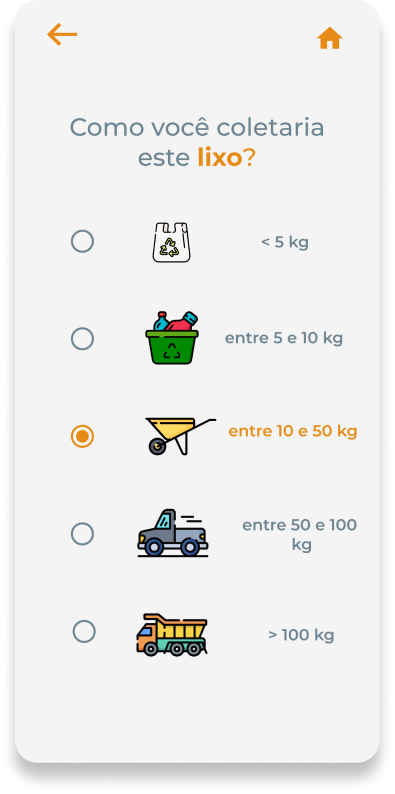 Como você coletaria
este lixo?
< 5 kg
entre 5 e 10 kg
entre 10 e 50 kg
entre 50 e 100
kg
> 100 kg